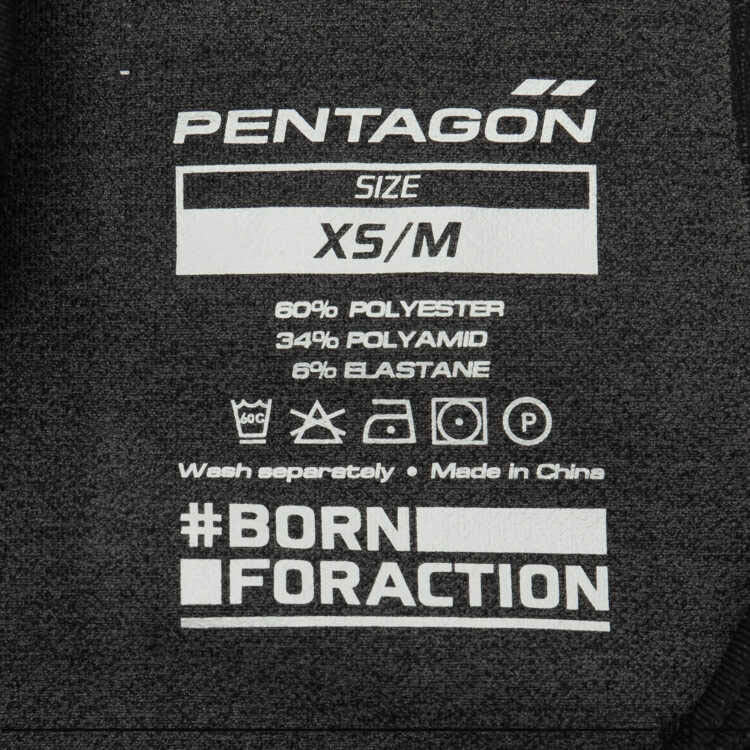 PENTAGON
SIZE
XS/M
60% POLYESTER
34% POLYAMID
6% ELASTANE
60C P
Wash separately • Made in China
#BORN
FORACTION